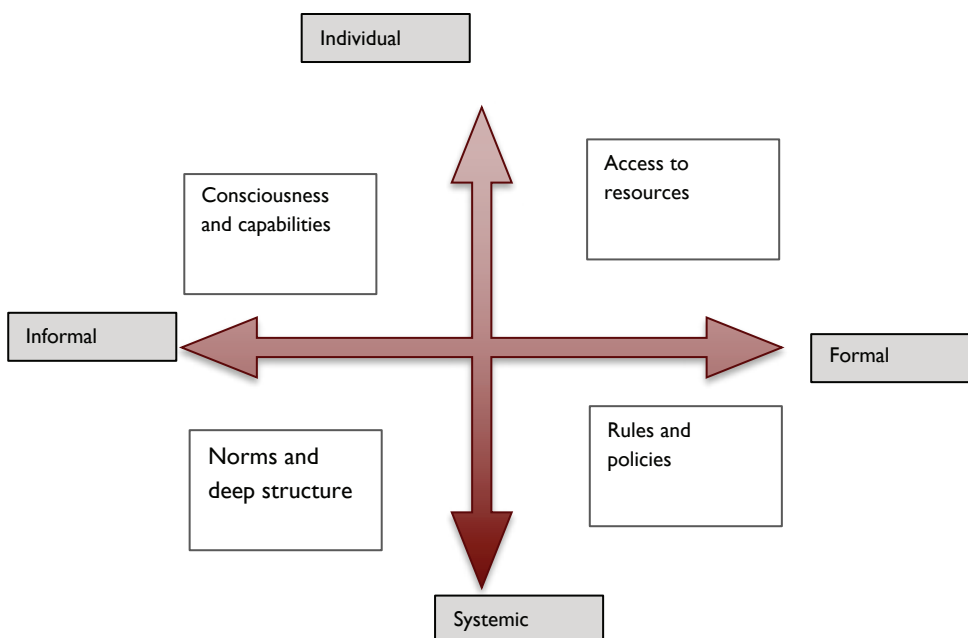 Individual
Access to
resources
Consciousness
and capabilities
Informal
Formal
Rules and
policies
Norms and
deep structure
Systemic